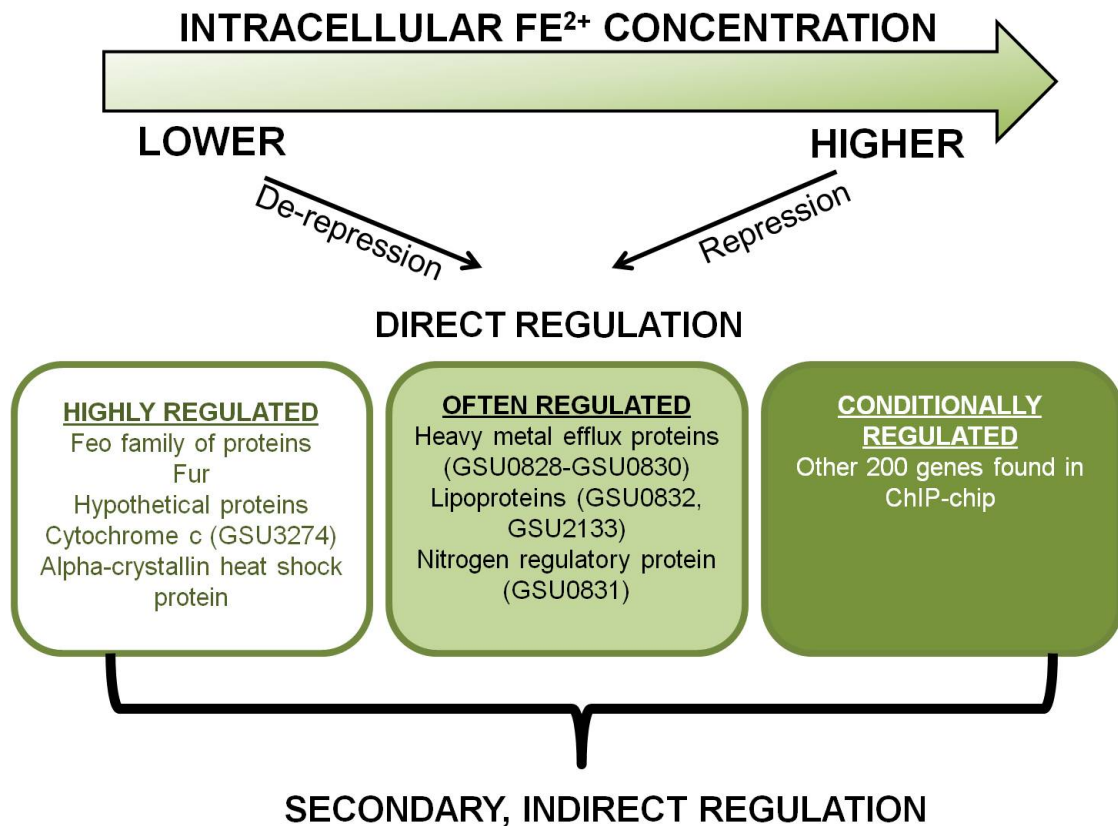 INTRACELLULAR FE²⁺ CONCENTRATION
LOWER
HIGHER
De-repression
Repression
DIRECT REGULATION
HIGHLY REGULATED
Feo family of proteins
Fur
Hypothetical proteins
Cytochrome c (GSU3274)
Alpha-crystallin heat shock
protein
OFTEN REGULATED
Heavy metal efflux proteins
(GSU0828-GSU0830)
Lipoproteins (GSU0832,
GSU2133)
Nitrogen regulatory protein
(GSU0831)
CONDITIONALLY
REGULATED
Other 200 genes found in
ChIP-chip
SECONDARY, INDIRECT REGULATION